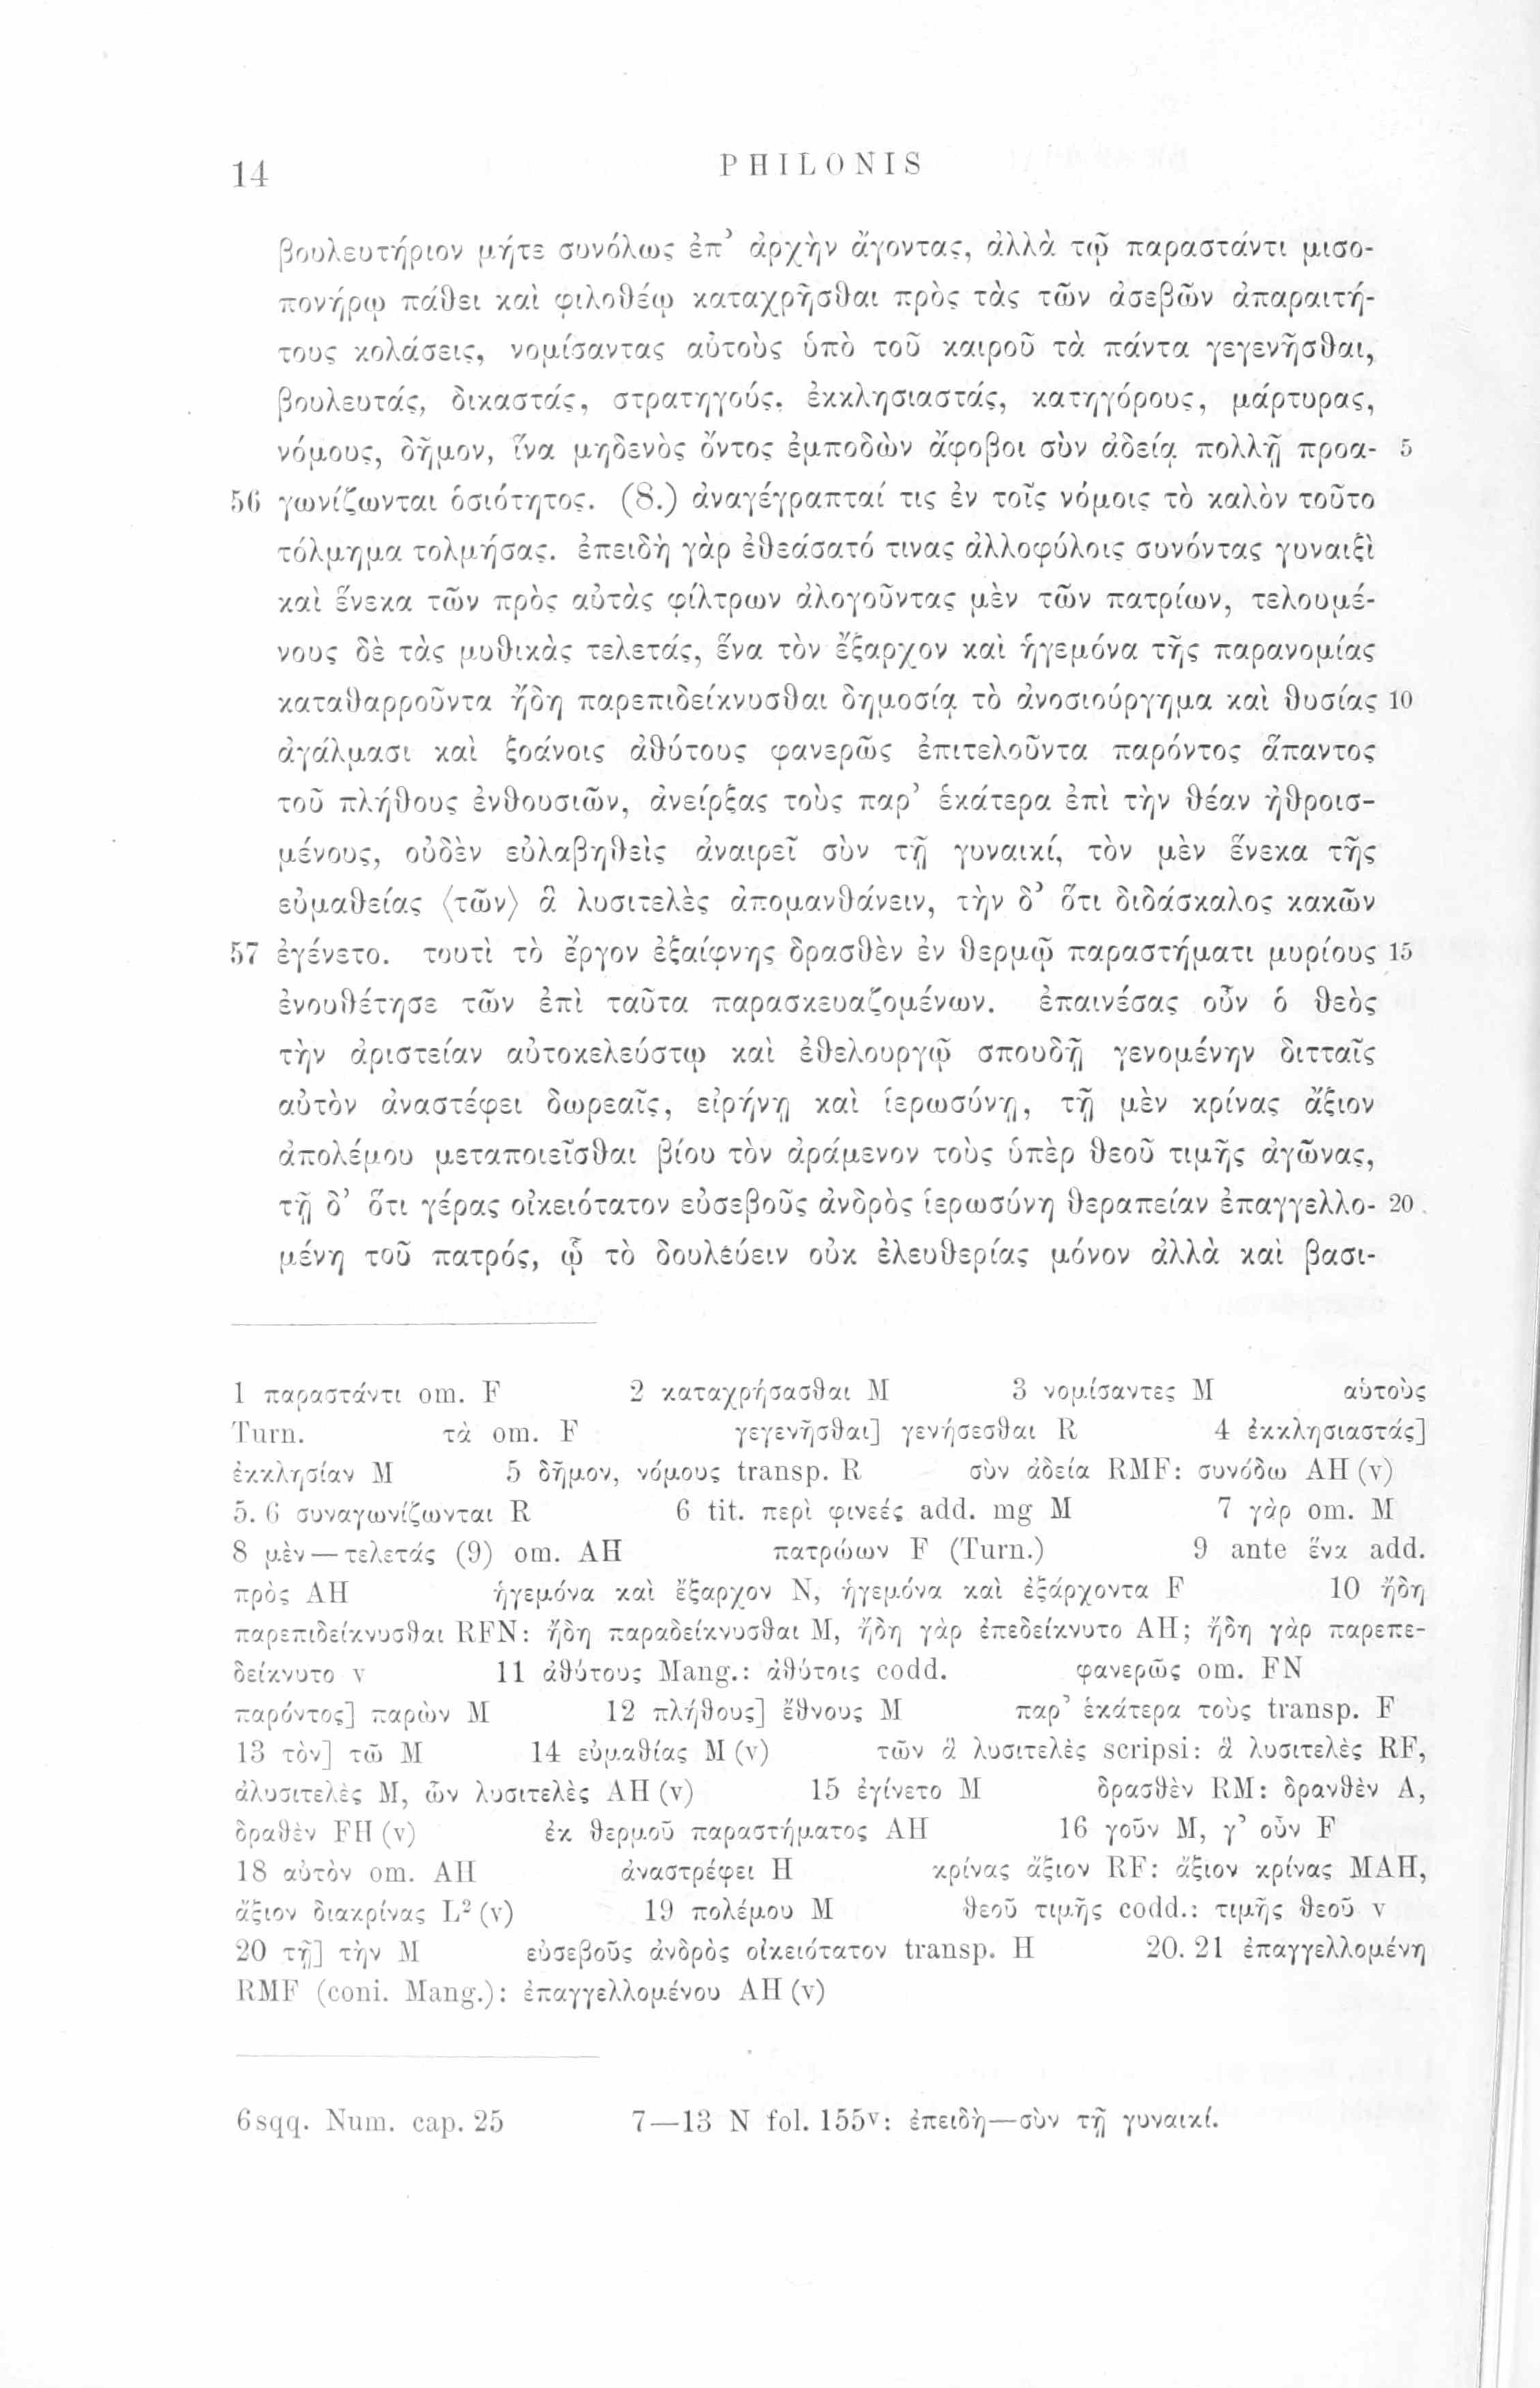 14
PHILONIS
βουλευτήριον μήτε συνόλως ἐπ’ ἀρχὴν ἄγοντας, ἀλλὰ τῷ παραστάντι μισο-
πονήρῳ πάθει καὶ φιλοθέῳ καταχρῆσθαι πρὸς τὰς τῶν ἀσεβῶν ἀπαραιτή-
τους κολάσεις, νομίσαντας αὑτοὺς ὑπὸ τοῦ καιροῦ τὰ πάντα γεγενῆσθαι,
βουλευτάς, δικαστάς, στρατηγούς, ἐκκλησιαστάς, κατηγόρους, μάρτυρας,
νόμους, δῆμον, ἵνα μηδενὸς ὄντος ἐμποδὼν ἄφοβοι σὺν ἀδείᾳ πολλῇ προα- 5
56 γωνίζωνται ὁσιότητος. (8.) ἀναγέγραπταί τις ἐν τοῖς νόμοις τὸ καλὸν τοῦτο
τόλμημα τολμήσας. ἐπειδὴ γὰρ ἐθεάσατό τινας ἀλλοφύλοις συνόντας γυναιξὶ
καὶ ἕνεκα τῶν πρὸς αὐτὰς φίλτρων ἀλογοῦντας μὲν τῶν πατρίων, τελουμέ-
νους δὲ τὰς μυθικὰς τελετάς, ἕνα τὸν ἔξαρχον καὶ ἡγεμόνα τῆς παρανομίας
καταθαρροῦντα ἤδη παρεπιδείκνυσθαι δημοσίᾳ τὸ ἀνοσιούργημα καὶ θυσίας 10
ἀγάλμασι καὶ ξοάνοις ἀθύτους φανερῶς ἐπιτελοῦντα παρόντος ἅπαντος
τοῦ πλήθους ἐνθουσιῶν, ἀνείρξας τοὺς παρ’ ἑκάτερα ἐπὶ τὴν θέαν ἠθροισ-
μένους, οὐδὲν εὐλαβηθεὶς ἀναιρεῖ σὺν τῇ γυναικί, τὸν μὲν ἕνεκα τῆς
εὐμαθείας ⟨τῶν⟩ ἃ λυσιτελὲς ἀπομανθάνειν, τὴν δ’ ὅτι διδάσκαλος κακῶν
57 ἐγένετο. τουτὶ τὸ ἔργον ἐξαίφνης δρασθὲν ἐν θερμῷ παραστήματι μυρίους 15
ἐνουθέτησε τῶν ἐπὶ ταῦτα παρασκευαζομένων. ἐπαινέσας οὖν ὁ θεὸς
τὴν ἀριστείαν αὐτοκελεύστῳ καὶ ἐθελουργῷ σπουδῇ γενομένην διτταῖς
αὐτὸν ἀναστέφει δωρεαῖς, εἰρήνῃ καὶ ἱερωσύνῃ, τῇ μὲν κρίνας ἄξιον
ἀπολέμου μεταποιεῖσθαι βίου τὸν ἀράμενον τοὺς ὑπὲρ θεοῦ τιμῆς ἀγῶνας,
τῇ δ’ ὅτι γέρας οἰκειότατον εὐσεβοῦς ἀνδρὸς ἱερωσύνη θεραπείαν ἐπαγγελλο- 20
μένη τοῦ πατρός, ᾧ τὸ δουλεύειν οὐκ ἐλευθερίας μόνον ἀλλὰ καὶ βασι-
1 παραστάντι om. F 2 καταχρήσασθαι M 3 νομίσαντες M αὑτοὺς
Turn. τὰ om. F γεγενῆσθαι] γενήσεσθαι R 4 ἐκκλησιαστάς]
ἐκκλησίαν M 5 δῆμον, νόμους transp. R σὺν ἀδεία RMF: συνόδω AH (v)
5. 6 συναγωνίζωνται R 6 tit. περὶ φινεές add. mg M 7 γὰρ om. M
8 μὲν — τελετάς (9) om. AH πατρώων F (Turn.) 9 ante ἕνα add.
πρὸς AH ἡγεμόνα καὶ ἔξαρχον N, ἡγεμόνα καὶ ἐξάρχοντα F 10 ἤδη
παρεπιδείκνυσθαι RFN: ἤδη παραδείκνυσθαι M, ἤδη γὰρ ἐπεδείκνυτο AH; ἤδη γὰρ παρεπε-
δείκνυτο v 11 ἀθύτους Mang.: ἀθύτοις codd. φανερῶς om. FN
παρόντος] παρὼν M 12 πλήθους] ἔθνους M παρ’ ἑκάτερα τοὺς transp. F
13 τὸν] τῶ M 14 εὐμαθίας M (v) τῶν ἃ λυσιτελὲς scripsi: ἃ λυσιτελὲς RF,
ἀλυσιτελὲς M, ὧν λυσιτελὲς AH (v) 15 ἐγίνετο M δρασθὲν RM: δρανθὲν A,
δραθὲν FH (v) ἐκ θερμοῦ παραστήματος AH 16 γοῦν M, γ’ οὖν F
18 αὐτὸν om. AH ἀναστρέφει H κρίνας ἄξιον RF: ἄξιον κρίνας MAH,
ἄξιον διακρίνας L² (v) 19 πολέμου M θεοῦ τιμῆς codd.: τιμῆς θεοῦ v
20 τῇ] τὴν M εὐσεβοῦς ἀνδρὸς οἰκειότατον transp. H 20. 21 ἐπαγγελλομένη
RMF (coni. Mang.): ἐπαγγελλομένου AH (v)
6 sqq. Num. cap. 25 7—13 N fol. 155ᵛ: ἐπειδὴ—σὺν τῇ γυναικί.